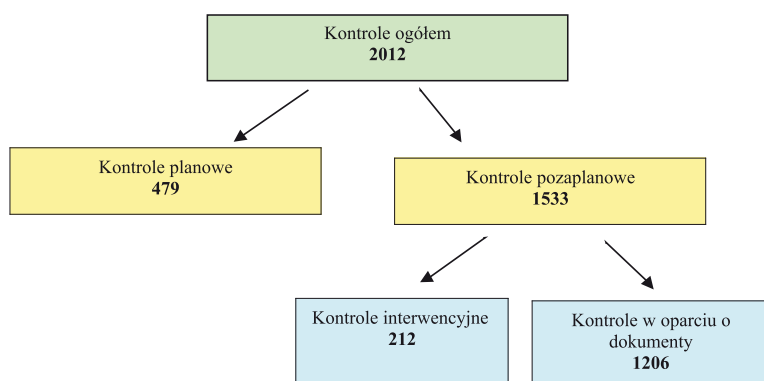 Kontrole ogółem
2012
Kontrole planowe
479
Kontrole pozaplanowe
1533
Kontrole interwencyjne
212
Kontrole w oparciu o
dokumenty
1206